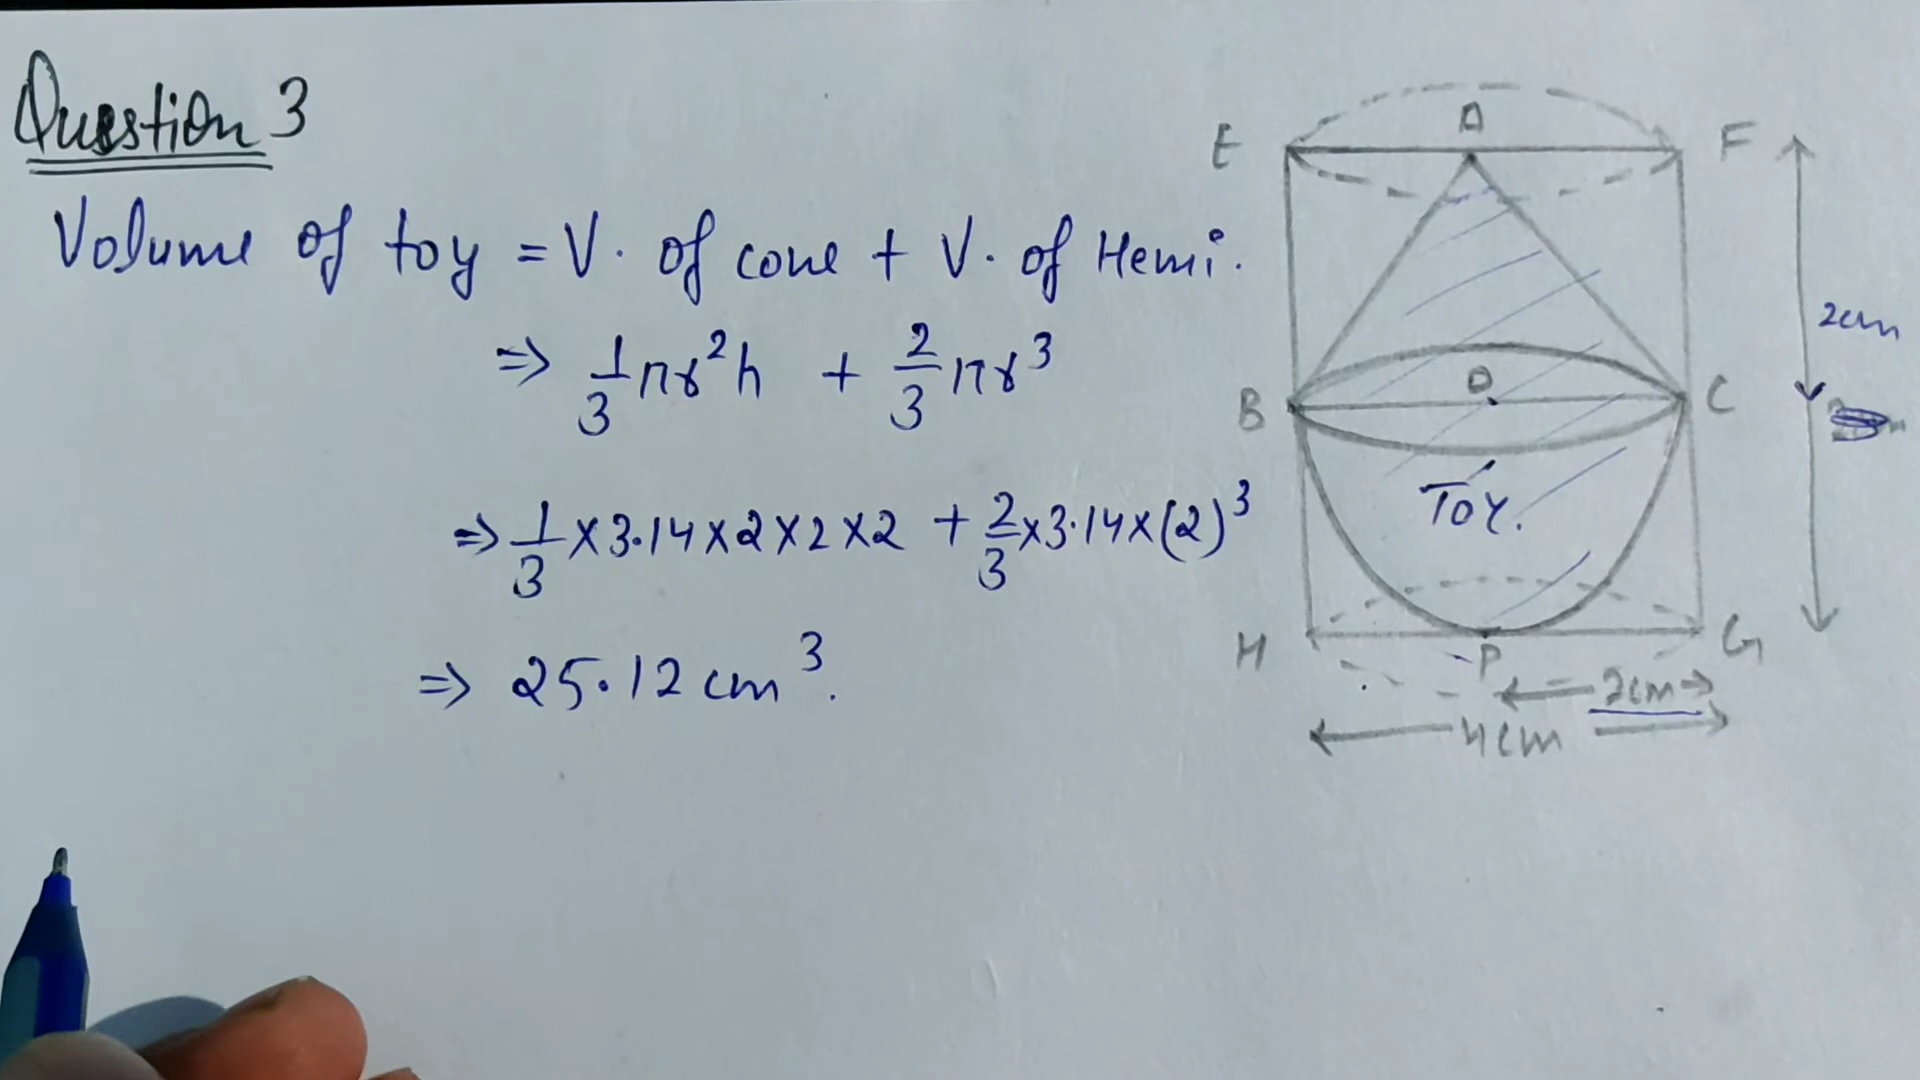 Question 3
Volume of toy = V. of cone + V. of Hemi.
⇒ 1/3 πr²h + 2/3 πr³
⇒ 1/3 × 3.14 × 2 × 2 × 2 + 2/3 × 3.14 × (2)³
⇒ 25.12 cm³.
E A F
2cm
B O C
TOY.
H P G
2cm
4cm